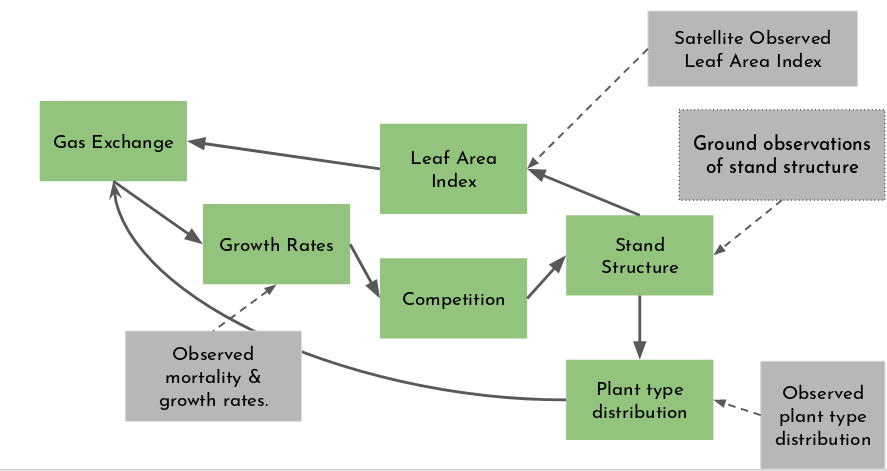 Satellite Observed
Leaf Area Index
Gas Exchange
Leaf Area
Index
Ground observations
of stand structure
Growth Rates
Stand
Structure
Competition
Observed
mortality &
growth rates.
Plant type
distribution
Observed
plant type
distribution